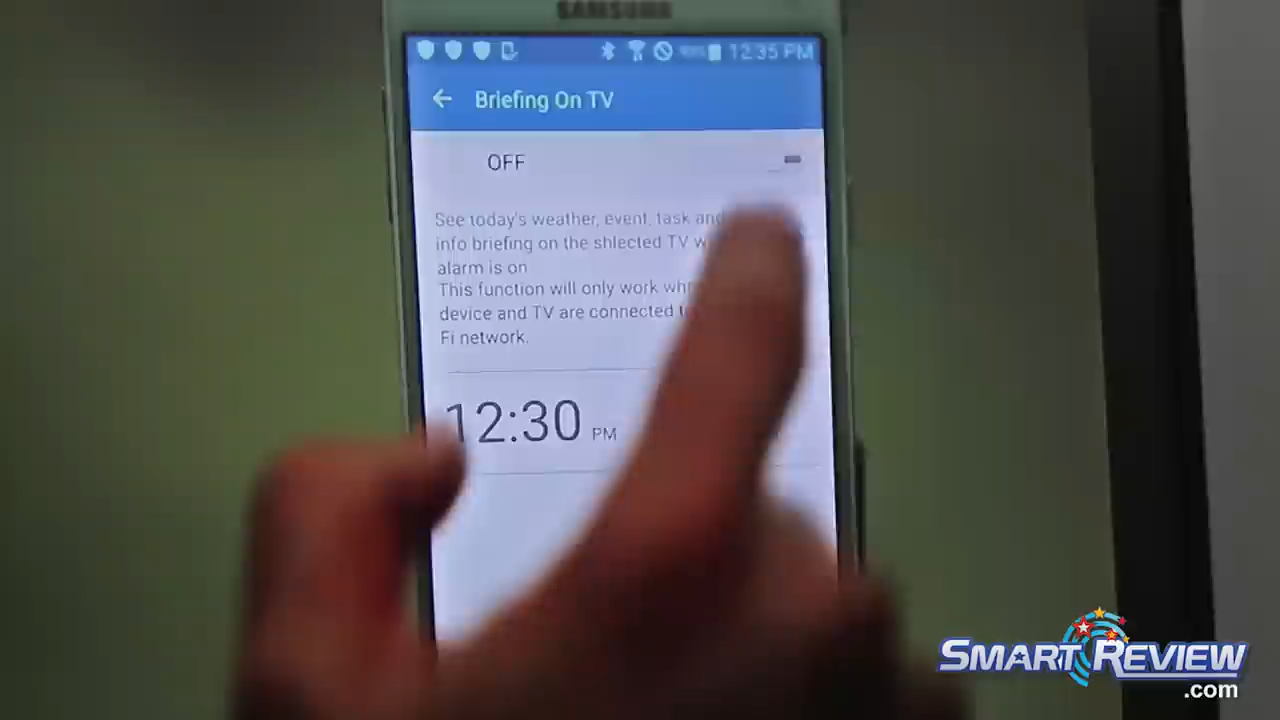 SAMSUNG
12:35 PM
Briefing On TV
OFF
See today's weather, event, task and
info briefing on the shlected TV
alarm is on
This function will only work
device and TV are connected
Fi network.
12:30 PM
SMART REVIEW
.com